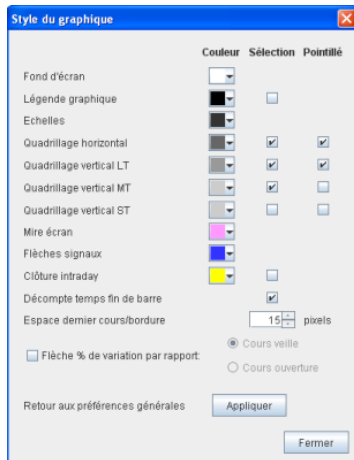 Style du graphique
Couleur Sélection Pointillé
Fond d'écran
Légende graphique
Echelles
Quadrillage horizontal
Quadrillage vertical LT
Quadrillage vertical MT
Quadrillage vertical ST
Mire écran
Flèches signaux
Clôture intraday
Décompte temps fin de barre
Espace dernier cours/bordure 15 pixels
Cours veille
Flèche % de variation par rapport:
Cours ouverture
Retour aux préférences générales Appliquer
Fermer